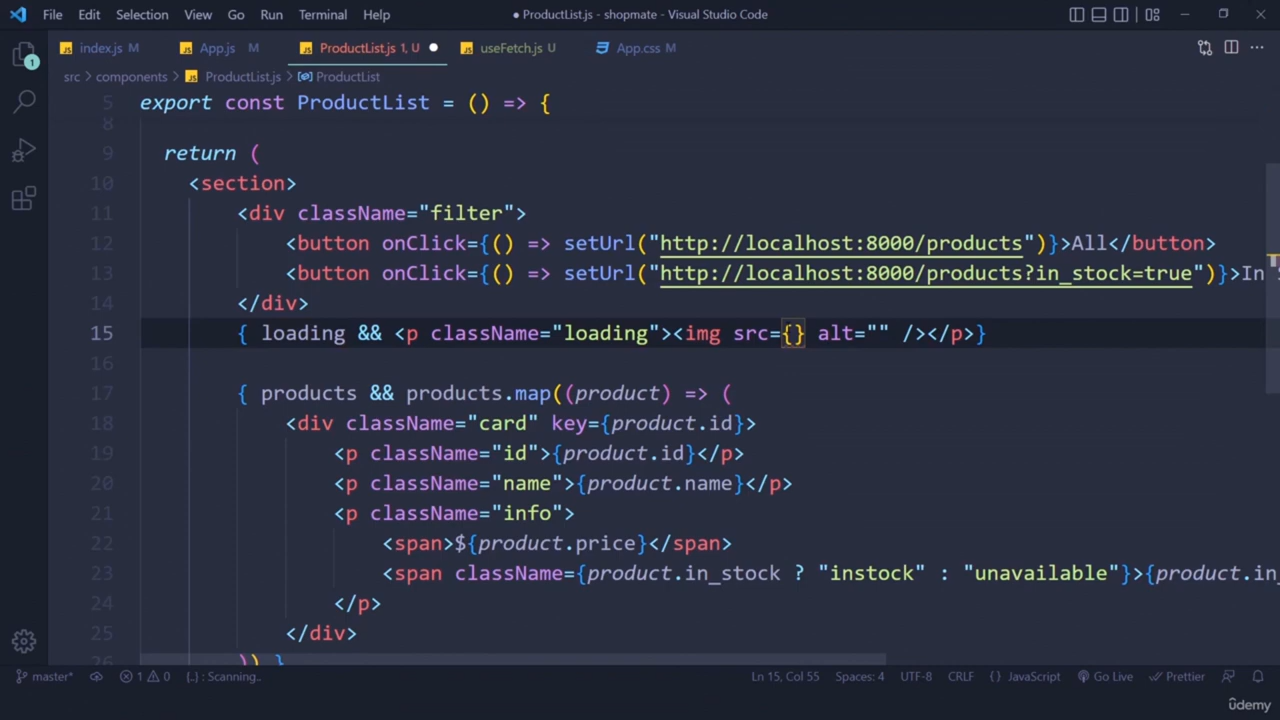 File Edit Selection View Go Run Terminal Help ● ProductList.js - shopmate - Visual Studio Code
index.js M App.js M ProductList.js 1, U ● useFetch.js U App.css M
src > components > ProductList.js > ProductList
1
5 export const ProductList = () => {
8
9 return (
10 <section>
11 <div className="filter">
12 <button onClick={() => setUrl("http://localhost:8000/products")}>All</button>
13 <button onClick={() => setUrl("http://localhost:8000/products?in_stock=true")}>In S
14 </div>
15 { loading && <p className="loading"><img src={} alt="" /></p>}
16
17 { products && products.map((product) => (
18 <div className="card" key={product.id}>
19 <p className="id">{product.id}</p>
20 <p className="name">{product.name}</p>
21 <p className="info">
22 <span>${product.price}</span>
23 <span className={product.in_stock ? "instock" : "unavailable"}>{product.in_
24 </p>
25 </div>
26 )) }
master* 1 0 {..} : Scanning.. Ln 15, Col 55 Spaces: 4 UTF-8 CRLF {} JavaScript Go Live Prettier
ûdemy